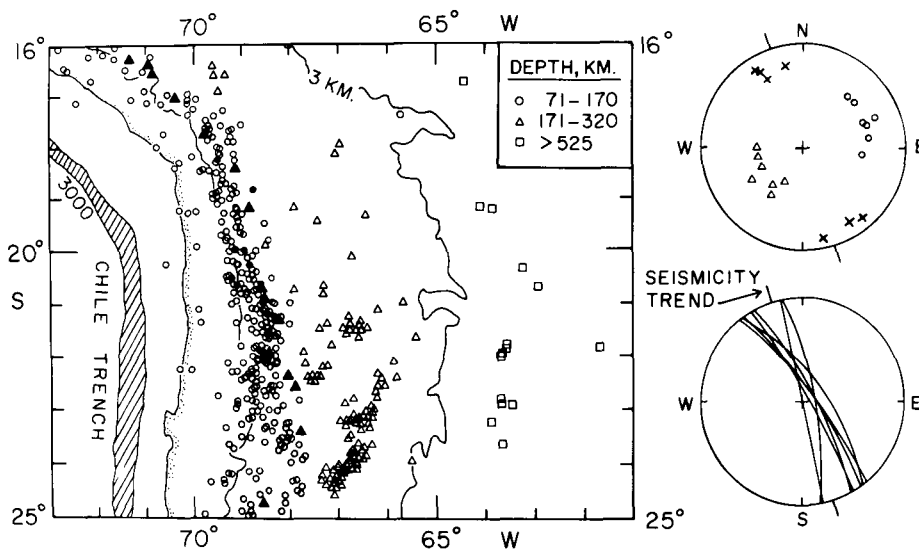 70° 65° W
16°
3 KM.
DEPTH, KM.
71–170
171–320
>525
3000
20°
S
CHILE TRENCH
25°
70° 65° W
16°
N
W E
SEISMICITY
TREND
W E
S
25°